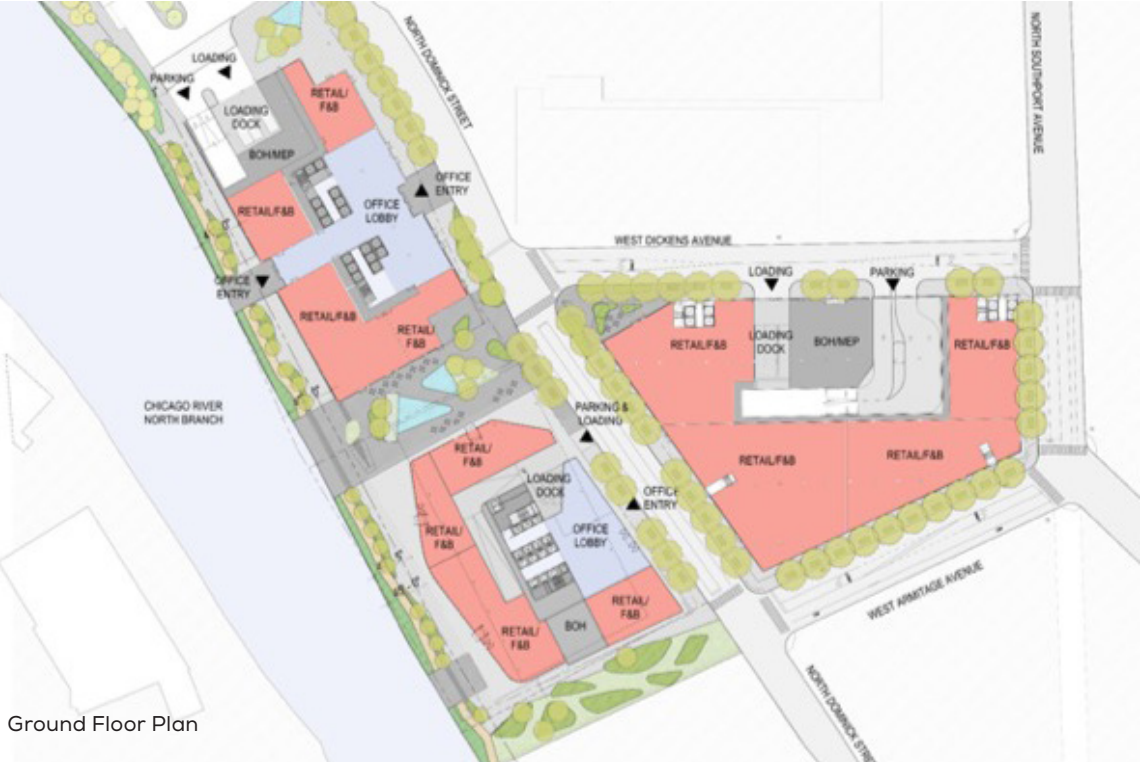 LOADING
PARKING
LOADING
DOCK
BOH/MEP
RETAIL/
F&B
NORTH DOMINICK STREET
NORTH SOUTHPORT AVENUE
OFFICE
ENTRY
OFFICE
LOBBY
RETAIL/F&B
OFFICE
ENTRY
RETAIL/F&B
RETAIL/
F&B
WEST DICKENS AVENUE
LOADING
PARKING
RETAIL/F&B
LOADING
DOCK
BOH/MEP
RETAIL/F&B
CHICAGO RIVER
NORTH BRANCH
PARKING &
LOADING
RETAIL/
F&B
RETAIL/F&B
RETAIL/F&B
LOADING
DOCK
OFFICE
ENTRY
RETAIL/
F&B
OFFICE
LOBBY
RETAIL/
F&B
BOH
RETAIL/
F&B
WEST ARMITAGE AVENUE
NORTH DOMINICK STREE
Ground Floor Plan